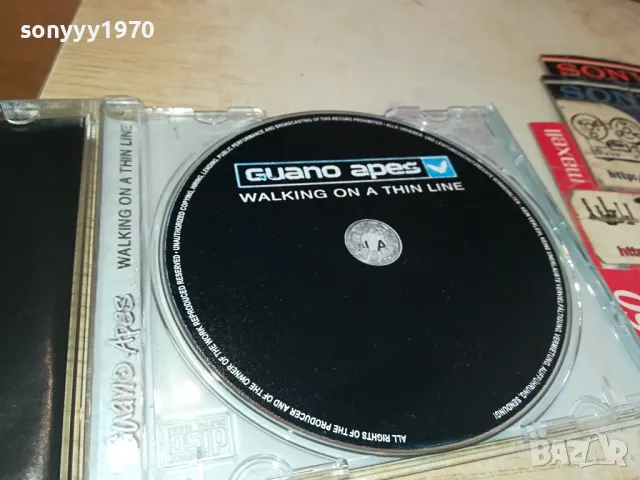 sonyyy1970
GUANO APES
WALKING ON A THIN LINE
GUANO APES WALKING ON A THIN LINE
ALL RIGHTS OF THE PRODUCER AND OF THE OWNER OF THE WORK REPRODUCED RESERVED · UNAUTHORIZED COPYING, HIRING, LENDING, PUBLIC PERFORMANCE AND BROADCASTING OF THIS RECORD PROHIBITED
SONY
SONY
maxell
http
BAZAR